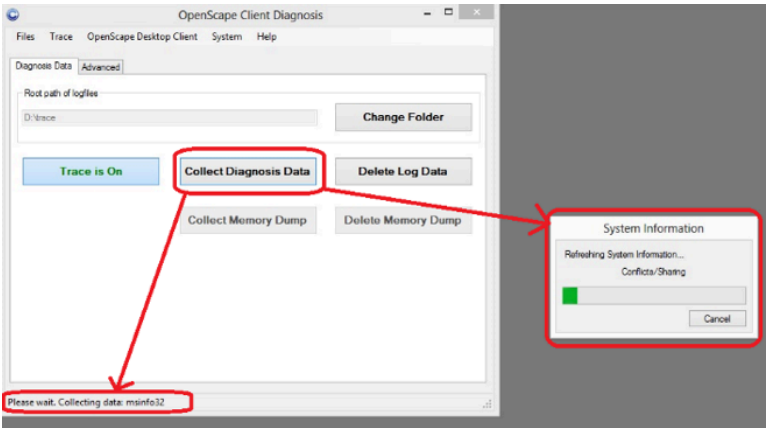 OpenScape Client Diagnosis
Files Trace OpenScape Desktop Client System Help
Diagnosis Data Advanced
Root path of logfiles
D:\trace
Change Folder
Trace is On
Collect Diagnosis Data
Delete Log Data
Collect Memory Dump
Delete Memory Dump
System Information
Refreshing System Information...
Conflicts/Sharing
Cancel
Please wait. Collecting data: msinfo32